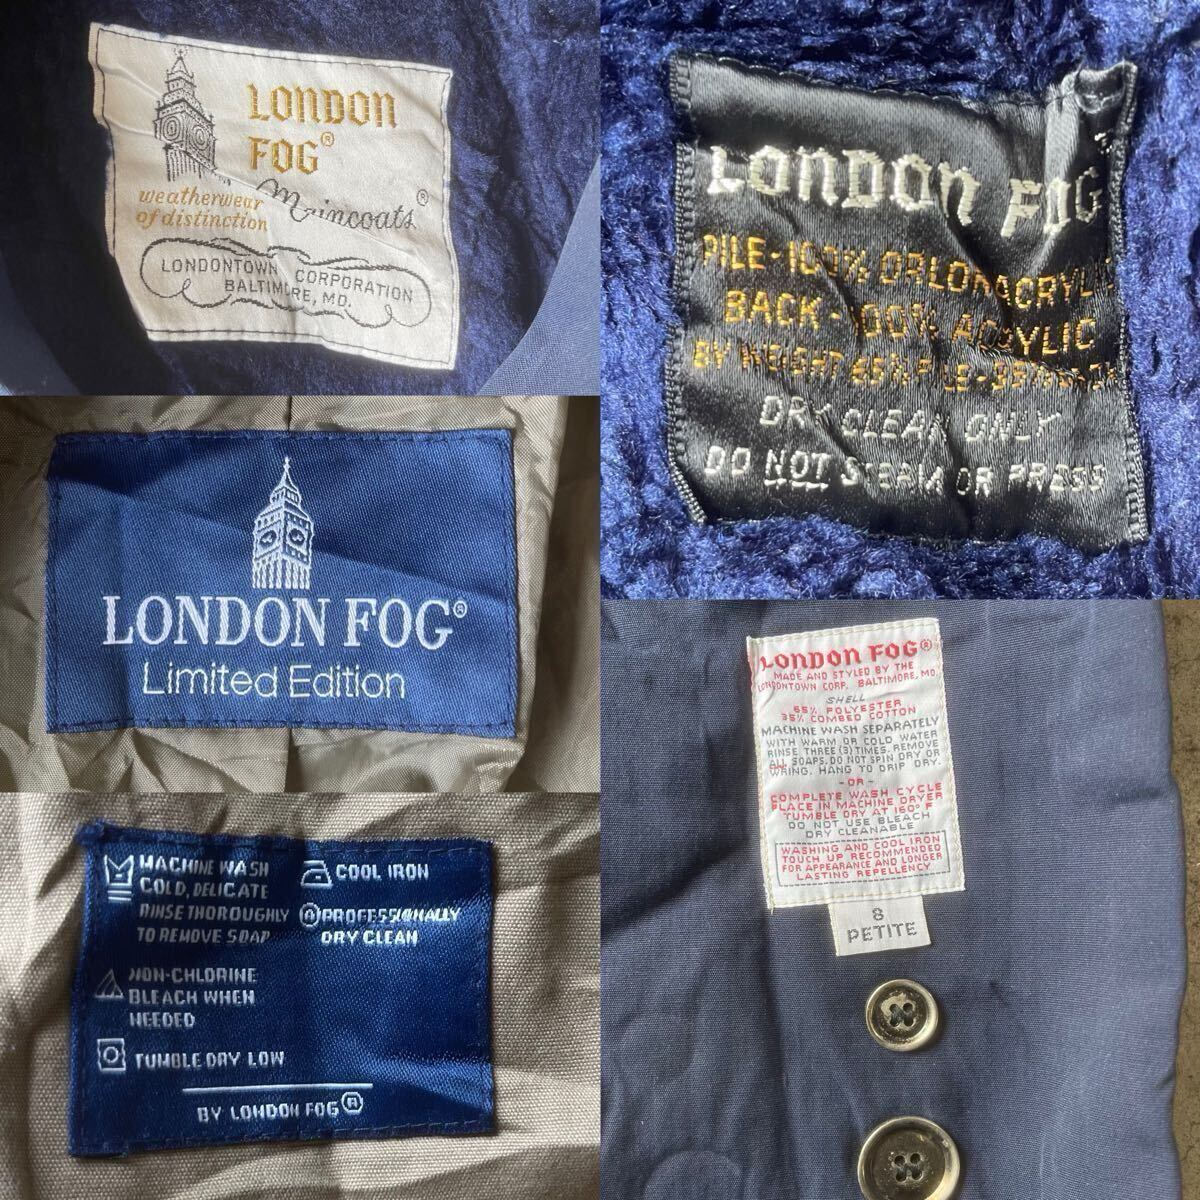 LONDON
FOG®
weatherwear
of distinction
Maincoats®
LONDONTOWN CORPORATION
BALTIMORE, MD.
LONDON FOG
PILE-100% ORLON ACRYLIC
BACK-100% ACRYLIC
BY WEIGHT 65% PILE-35% BACK
DRY CLEAN ONLY
DO NOT STEAM OR PRESS
LONDON FOG®
Limited Edition
LONDON FOG®
MADE AND STYLED BY THE
LONDONTOWN CORP. BALTIMORE, MD.
SHELL
65% POLYESTER
35% COMBED COTTON
MACHINE WASH SEPARATELY
WITH WARM OR COLD WATER
RINSE THREE (3) TIMES. REMOVE
ALL SOAPS. DO NOT SPIN DRY OR
WRING. HANG TO DRIP DRY.
-OR-
COMPLETE WASH CYCLE
PLACE IN MACHINE DRYER
TUMBLE DRY AT 160° F
DO NOT USE BLEACH
DRY CLEANABLE
WASHING AND COOL IRON
TOUCH UP RECOMMENDED
FOR APPEARANCE AND LONGER
LASTING REPELLENCY
8
PETITE
MACHINE WASH
COLD, DELICATE
RINSE THOROUGHLY
TO REMOVE SOAP
NON-CHLORINE
BLEACH WHEN
NEEDED
TUMBLE DRY LOW
COOL IRON
PROFESSIONALLY
DRY CLEAN
BY LONDON FOG®